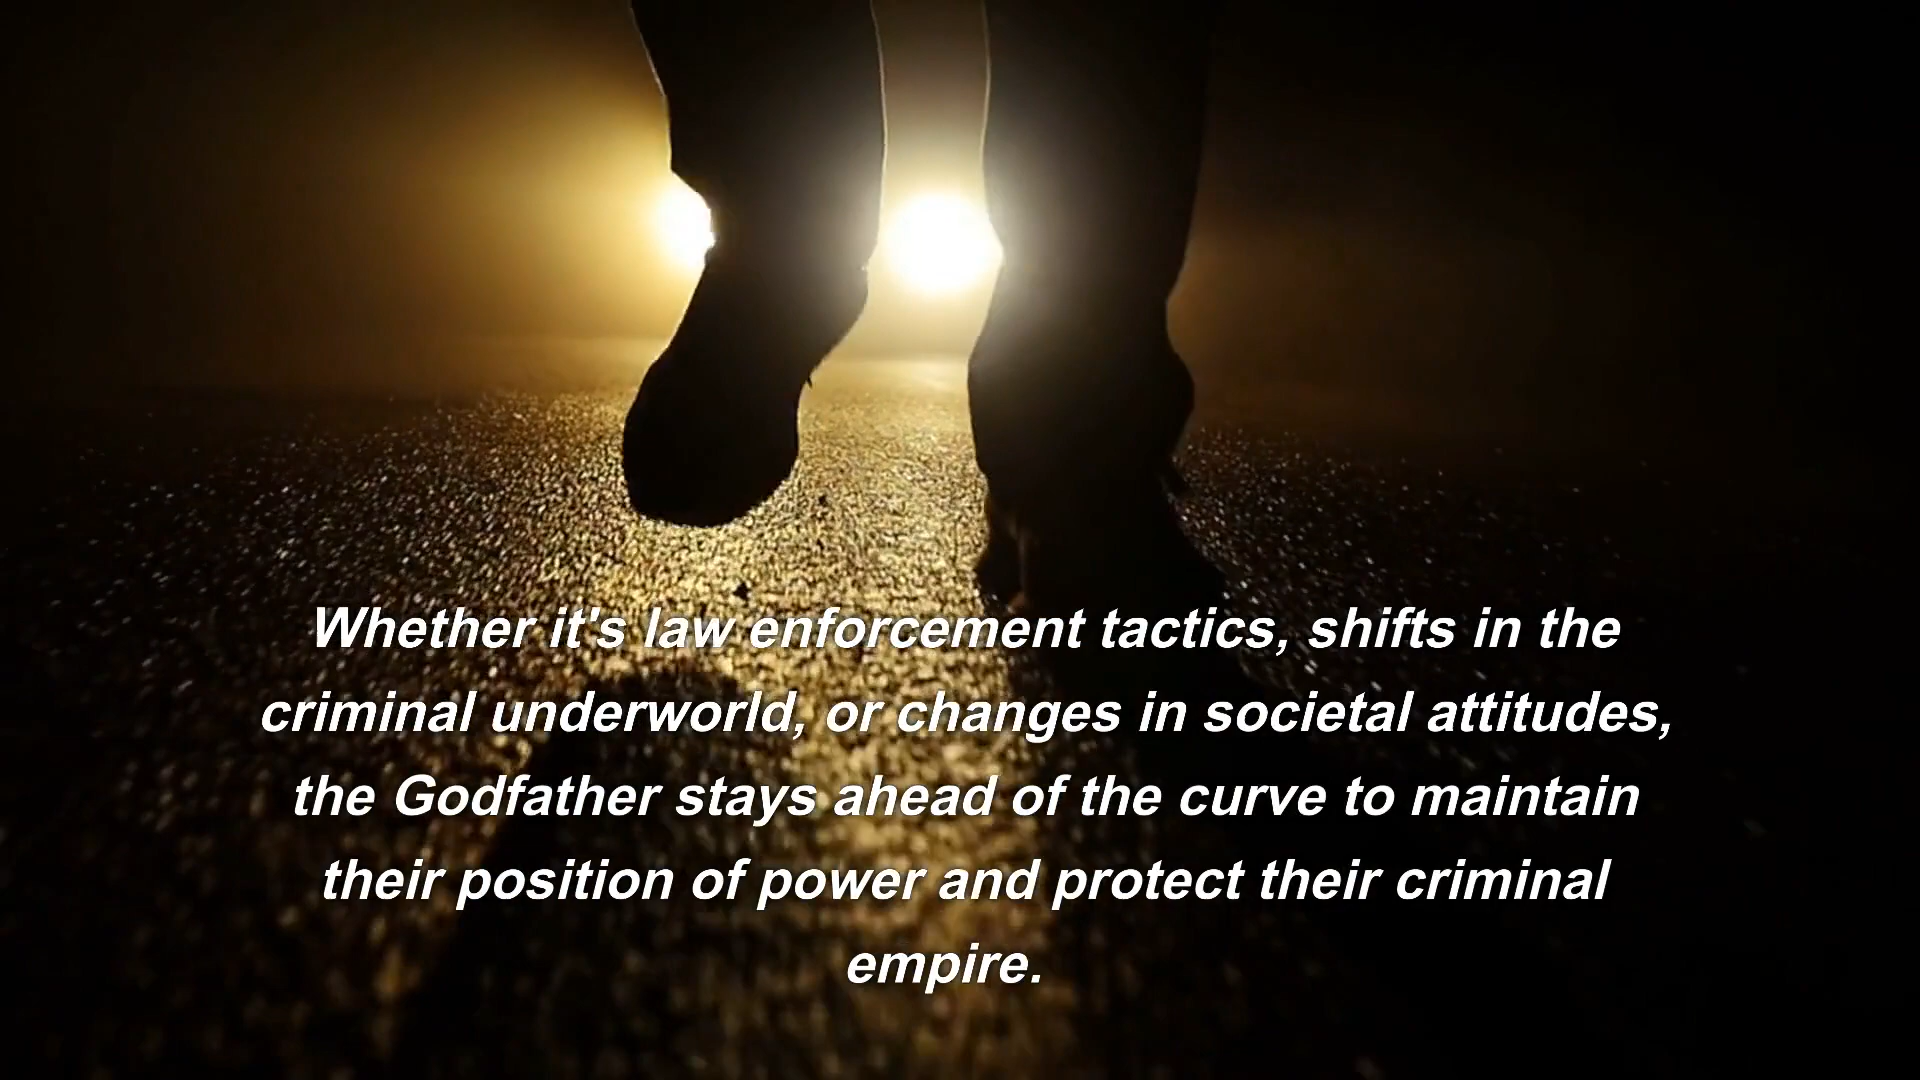 Whether it's law enforcement tactics, shifts in the
criminal underworld, or changes in societal attitudes,
the Godfather stays ahead of the curve to maintain
their position of power and protect their criminal
empire.